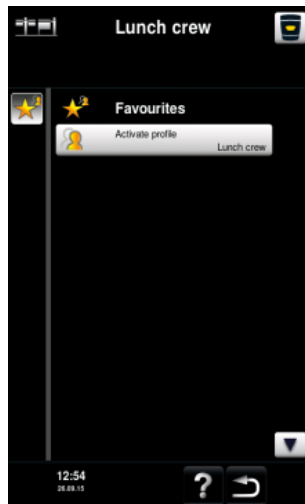 Lunch crew
Favourites
Activate profile
Lunch crew
12:54
26.09.15
?